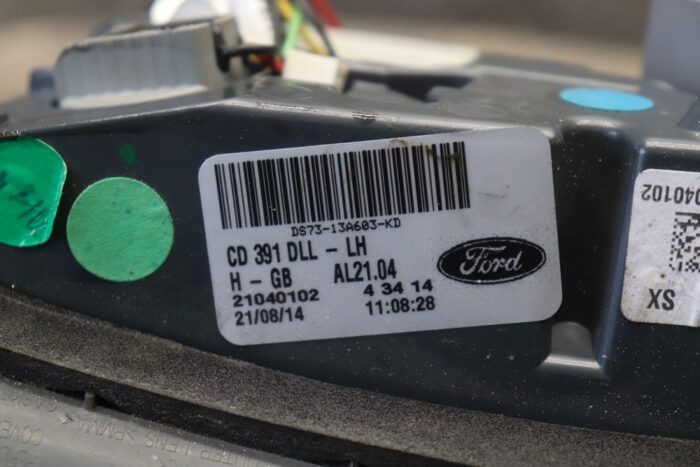 DS73-13A603-KD
CD 391 DLL - LH
H - GB AL21.04
21040102 4 34 14
21/08/14 11:08:28
Ford
040102
SX